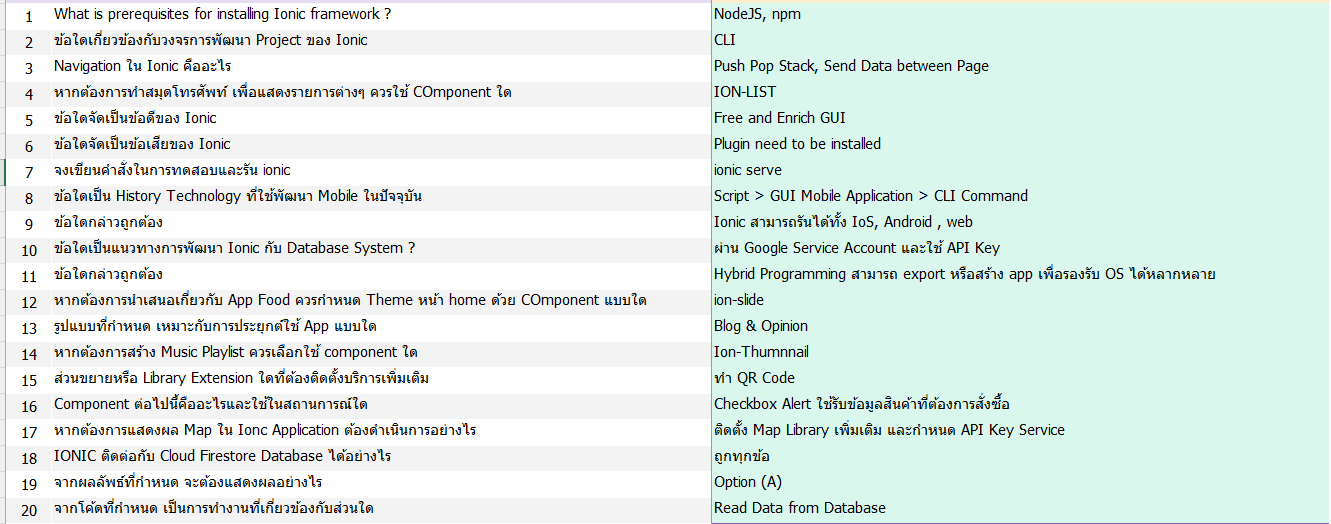 1 What is prerequisites for installing Ionic framework ? NodeJS, npm
2 ข้อใดเกี่ยวข้องกับวงจรการพัฒนา Project ของ Ionic CLI
3 Navigation ใน Ionic คืออะไร Push Pop Stack, Send Data between Page
4 หากต้องการทำสมุดโทรศัพท์ เพื่อแสดงรายการต่างๆ ควรใช้ COmponent ใด ION-LIST
5 ข้อใดจัดเป็นข้อดีของ Ionic Free and Enrich GUI
6 ข้อใดจัดเป็นข้อเสียของ Ionic Plugin need to be installed
7 จงเขียนคำสั่งในการทดสอบและรัน ionic ionic serve
8 ข้อใดเป็น History Technology ที่ใช้พัฒนา Mobile ในปัจจุบัน Script > GUI Mobile Application > CLI Command
9 ข้อใดกล่าวถูกต้อง Ionic สามารถรันได้ทั้ง IoS, Android , web
10 ข้อใดเป็นแนวทางการพัฒนา Ionic กับ Database System ? ผ่าน Google Service Account และใช้ API Key
11 ข้อใดกล่าวถูกต้อง Hybrid Programming สามารถ export หรือสร้าง app เพื่อรองรับ OS ได้หลากหลาย
12 หากต้องการนำเสนอเกี่ยวกับ App Food ควรกำหนด Theme หน้า home ด้วย COmponent แบบใด ion-slide
13 รูปแบบที่กำหนด เหมาะกับการประยุกต์ใช้ App แบบใด Blog & Opinion
14 หากต้องการสร้าง Music Playlist ควรเลือกใช้ component ใด Ion-Thumnnail
15 ส่วนขยายหรือ Library Extension ใดที่ต้องติดตั้งบริการเพิ่มเติม ทำ QR Code
16 Component ต่อไปนี้คืออะไรและใช้ในสถานการณ์ใด Checkbox Alert ใช้รับข้อมูลสินค้าที่ต้องการสั่งซื้อ
17 หากต้องการแสดงผล Map ใน Ionc Application ต้องดำเนินการอย่างไร ติดตั้ง Map Library เพิ่มเติม และกำหนด API Key Service
18 IONIC ติดต่อกับ Cloud Firestore Database ได้อย่างไร ถูกทุกข้อ
19 จากผลลัพธ์ที่กำหนด จะต้องแสดงผลอย่างไร Option (A)
20 จากโค้ดที่กำหนด เป็นการทำงานที่เกี่ยวข้องกับส่วนใด Read Data from Database